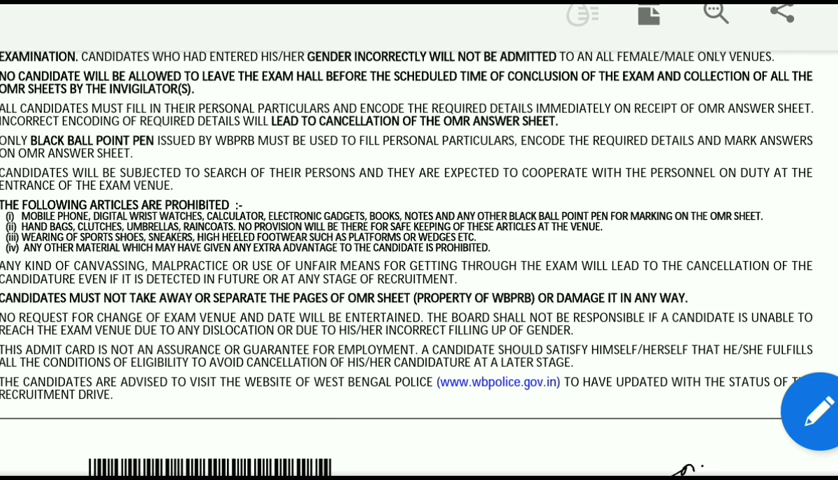 EXAMINATION. CANDIDATES WHO HAD ENTERED HIS/HER GENDER INCORRECTLY WILL NOT BE ADMITTED TO AN ALL FEMALE/MALE ONLY VENUES.
NO CANDIDATE WILL BE ALLOWED TO LEAVE THE EXAM HALL BEFORE THE SCHEDULED TIME OF CONCLUSION OF THE EXAM AND COLLECTION OF ALL THE
OMR SHEETS BY THE INVIGILATOR(S).
ALL CANDIDATES MUST FILL IN THEIR PERSONAL PARTICULARS AND ENCODE THE REQUIRED DETAILS IMMEDIATELY ON RECEIPT OF OMR ANSWER SHEET.
INCORRECT ENCODING OF REQUIRED DETAILS WILL LEAD TO CANCELLATION OF THE OMR ANSWER SHEET.
ONLY BLACK BALL POINT PEN ISSUED BY WBPRB MUST BE USED TO FILL PERSONAL PARTICULARS, ENCODE THE REQUIRED DETAILS AND MARK ANSWERS
ON OMR ANSWER SHEET.
CANDIDATES WILL BE SUBJECTED TO SEARCH OF THEIR PERSONS AND THEY ARE EXPECTED TO COOPERATE WITH THE PERSONNEL ON DUTY AT THE
ENTRANCE OF THE EXAM VENUE.
THE FOLLOWING ARTICLES ARE PROHIBITED :-
(i) MOBILE PHONE, DIGITAL WRIST WATCHES, CALCULATOR, ELECTRONIC GADGETS, BOOKS, NOTES AND ANY OTHER BLACK BALL POINT PEN FOR MARKING ON THE OMR SHEET.
(ii) HAND BAGS, CLUTCHES, UMBRELLAS, RAINCOATS. NO PROVISION WILL BE THERE FOR SAFE KEEPING OF THESE ARTICLES AT THE VENUE.
(iii) WEARING OF SPORTS SHOES, SNEAKERS, HIGH HEELED FOOTWEAR SUCH AS PLATFORMS OR WEDGES ETC.
(iv) ANY OTHER MATERIAL WHICH MAY HAVE GIVEN ANY EXTRA ADVANTAGE TO THE CANDIDATE IS PROHIBITED.
ANY KIND OF CANVASSING, MALPRACTICE OR USE OF UNFAIR MEANS FOR GETTING THROUGH THE EXAM WILL LEAD TO THE CANCELLATION OF THE
CANDIDATURE EVEN IF IT IS DETECTED IN FUTURE OR AT ANY STAGE OF RECRUITMENT.
CANDIDATES MUST NOT TAKE AWAY OR SEPARATE THE PAGES OF OMR SHEET (PROPERTY OF WBPRB) OR DAMAGE IT IN ANY WAY.
NO REQUEST FOR CHANGE OF EXAM VENUE AND DATE WILL BE ENTERTAINED. THE BOARD SHALL NOT BE RESPONSIBLE IF A CANDIDATE IS UNABLE TO
REACH THE EXAM VENUE DUE TO ANY DISLOCATION OR DUE TO HIS/HER INCORRECT FILLING UP OF GENDER.
THIS ADMIT CARD IS NOT AN ASSURANCE OR GUARANTEE FOR EMPLOYMENT. A CANDIDATE SHOULD SATISFY HIMSELF/HERSELF THAT HE/SHE FULFILLS
ALL THE CONDITIONS OF ELIGIBILITY TO AVOID CANCELLATION OF HIS/HER CANDIDATURE AT A LATER STAGE.
THE CANDIDATES ARE ADVISED TO VISIT THE WEBSITE OF WEST BENGAL POLICE (www.wbpolice.gov.in) TO HAVE UPDATED WITH THE STATUS OF
RECRUITMENT DRIVE.